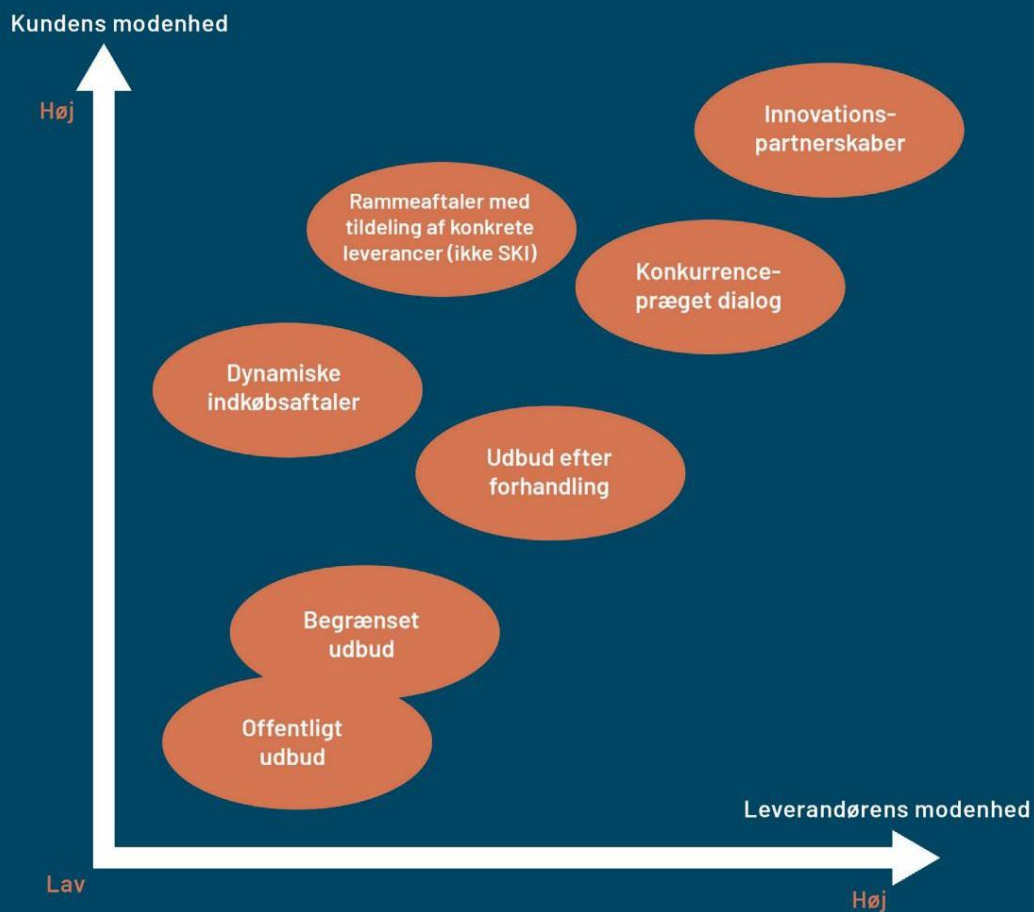 Kundens modenhed
Høj
Innovations-
partnerskaber
Rammeaftaler med
tildeling af konkrete
leverancer (ikke SKI)
Konkurrence-
præget dialog
Dynamiske
indkøbsaftaler
Udbud efter
forhandling
Begrænset
udbud
Offentligt
udbud
Leverandørens modenhed
Lav
Høj